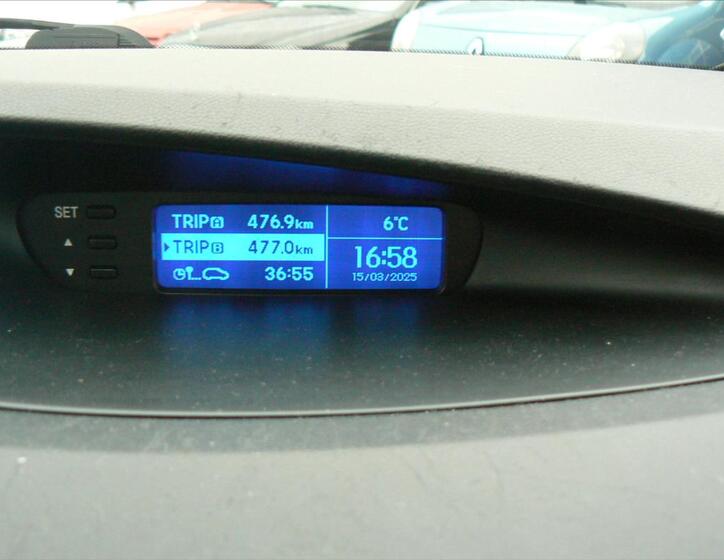 SET
▲
▼
TRIP A 476.9km
TRIP B 477.0km
36:55
6°C
16:58
15/03/2025